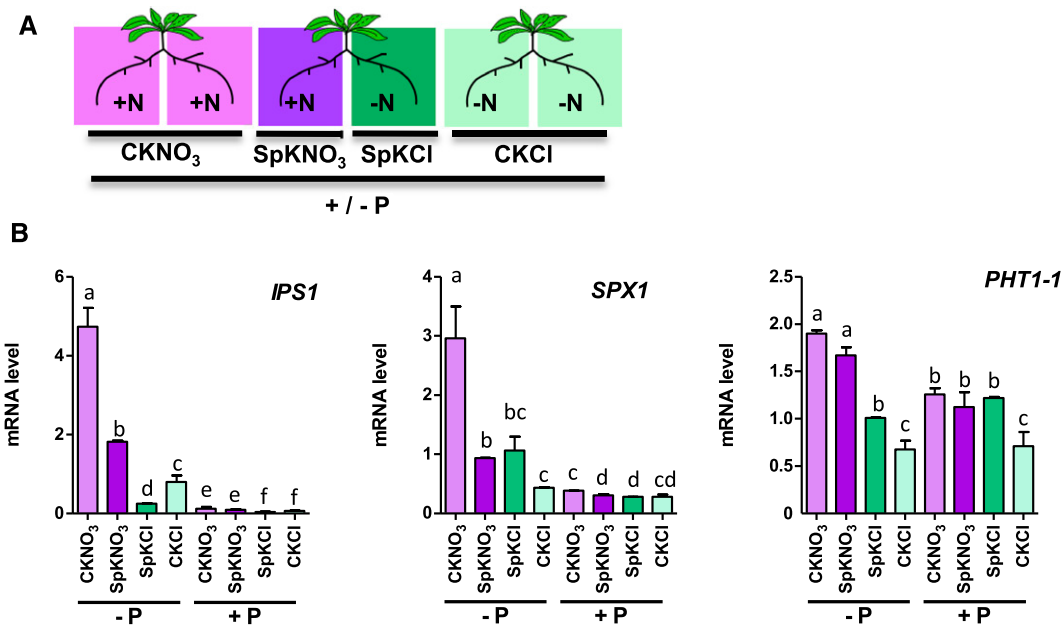 A
+N +N +N -N -N -N
CKNO3 SpKNO3 SpKCl CKCl
+ / - P
B
IPS1
mRNA level
6
4
2
0
a
b
d
c
e
e
f
f
CKNO3
SpKNO3
SpKCl
CKCl
CKNO3
SpKNO3
SpKCl
CKCl
- P + P
SPX1
mRNA level
4
3
2
1
0
a
b
bc
c
c
d
d
cd
CKNO3
SpKNO3
SpKCl
CKCl
CKNO3
SpKNO3
SpKCl
CKCl
- P + P
PHT1-1
mRNA level
2.5
2.0
1.5
1.0
0.5
0
a
a
b
c
b
b
b
c
CKNO3
SpKNO3
SpKCl
CKCl
CKNO3
SpKNO3
SpKCl
CKCl
- P + P